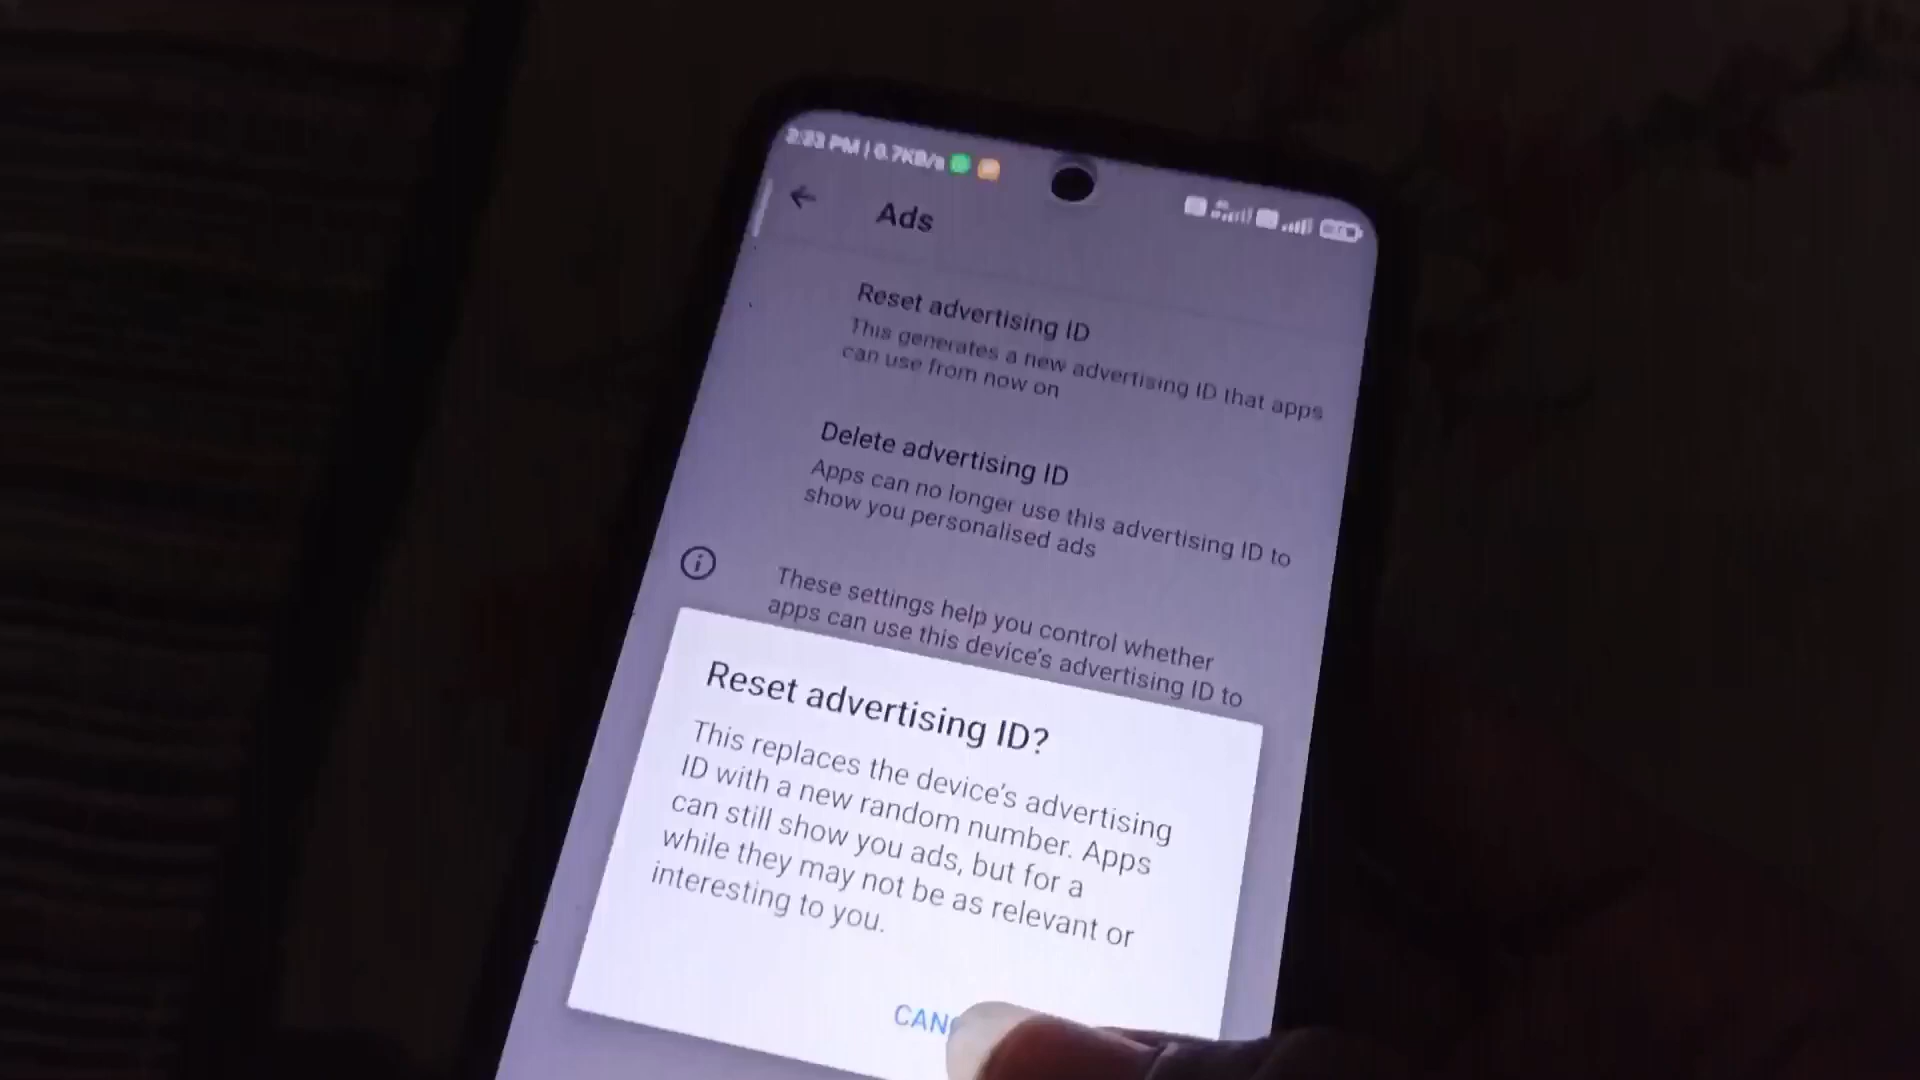 PM | 0.7KB/s
Ads
Reset advertising ID
This generates a new advertising ID that apps
can use from now on
Delete advertising ID
Apps can no longer use this advertising ID to
show you personalised ads
These settings help you control whether
apps can use this device's advertising ID to
Reset advertising ID?
This replaces the device's advertising
ID with a new random number. Apps
can still show you ads, but for a
while they may not be as relevant or
interesting to you.
CANC